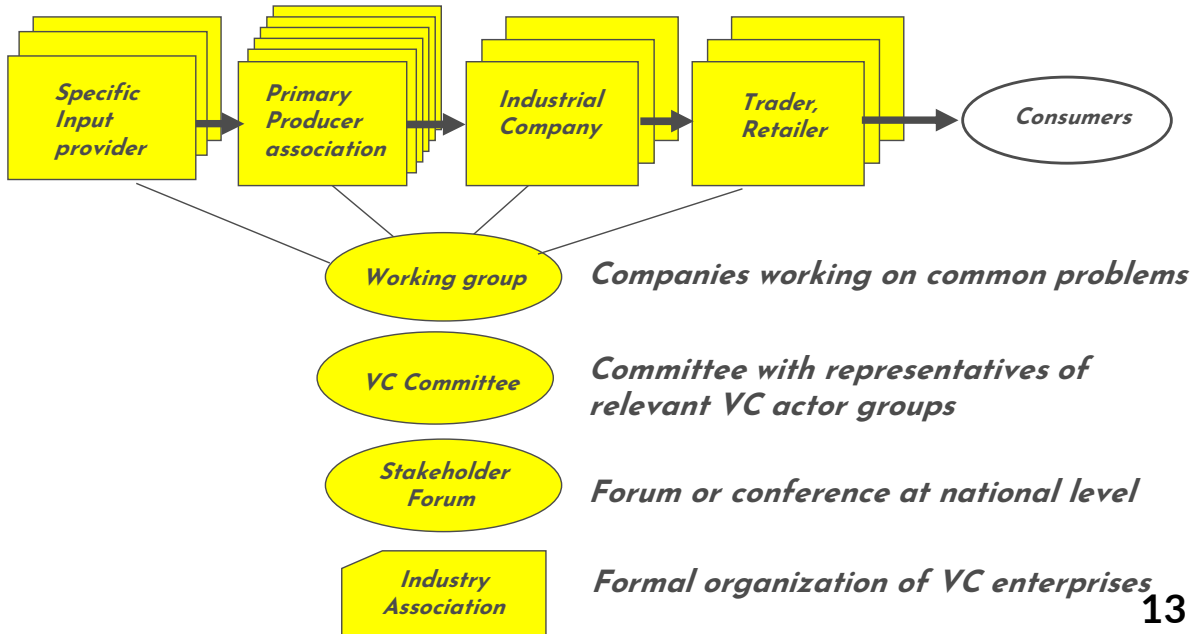 Specific
Input
provider
Primary
Producer
association
Industrial
Company
Trader,
Retailer
Consumers
Working group
Companies working on common problems
VC Committee
Committee with representatives of
relevant VC actor groups
Stakeholder
Forum
Forum or conference at national level
Industry
Association
Formal organization of VC enterprises
13